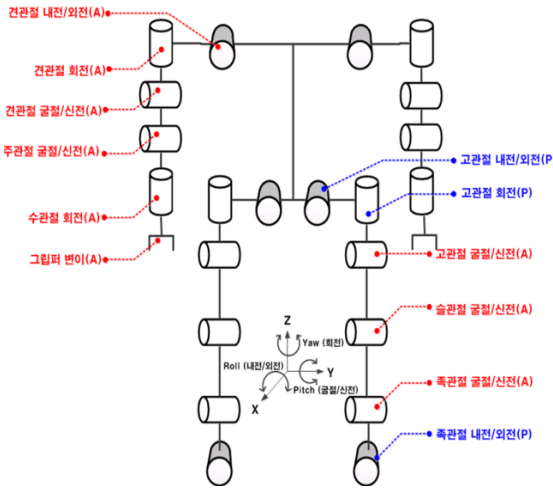 견관절 내전/외전(A)
견관절 회전(A)
견관절 굴절/신전(A)
주관절 굴절/신전(A)
고관절 내전/외전(P
고관절 회전(P)
수관절 회전(A)
그립퍼 변이(A)
고관절 굴절/신전(A)
슬관절 굴절/신전(A)
Z
Yaw (회전)
Roll (내전/외전)
Y
Pitch (굴절/신전)
X
족관절 굴절/신전(A)
족관절 내전/외전(P)